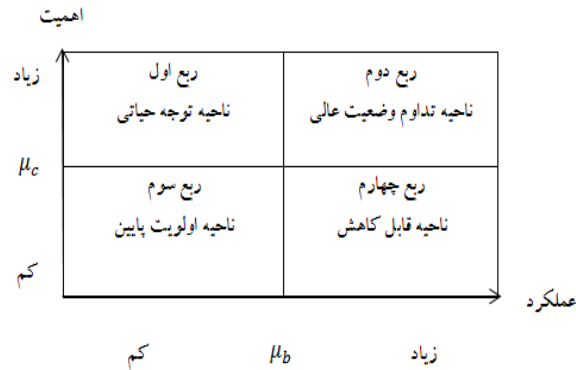 اهمیت
زیاد
ربع اول
ربع دوم
ناحیه توجه حیاتی
ناحیه تداوم وضعیت عالی
μc
ربع سوم
ربع چهارم
ناحیه اولویت پایین
ناحیه قابل کاهش
کم
عملکرد
کم
μb
زیاد